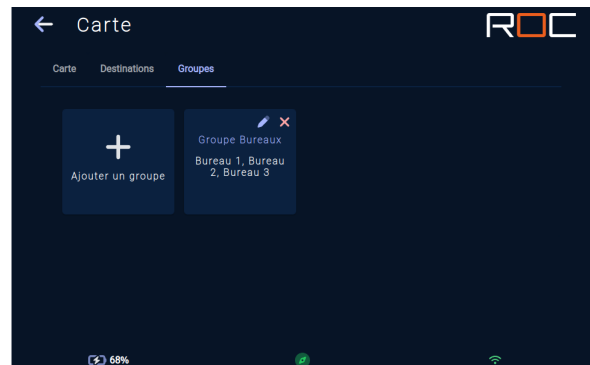 Carte
ROC
Carte Destinations Groupes
Groupe Bureaux
Ajouter un groupe
Bureau 1, Bureau
2, Bureau 3
68%